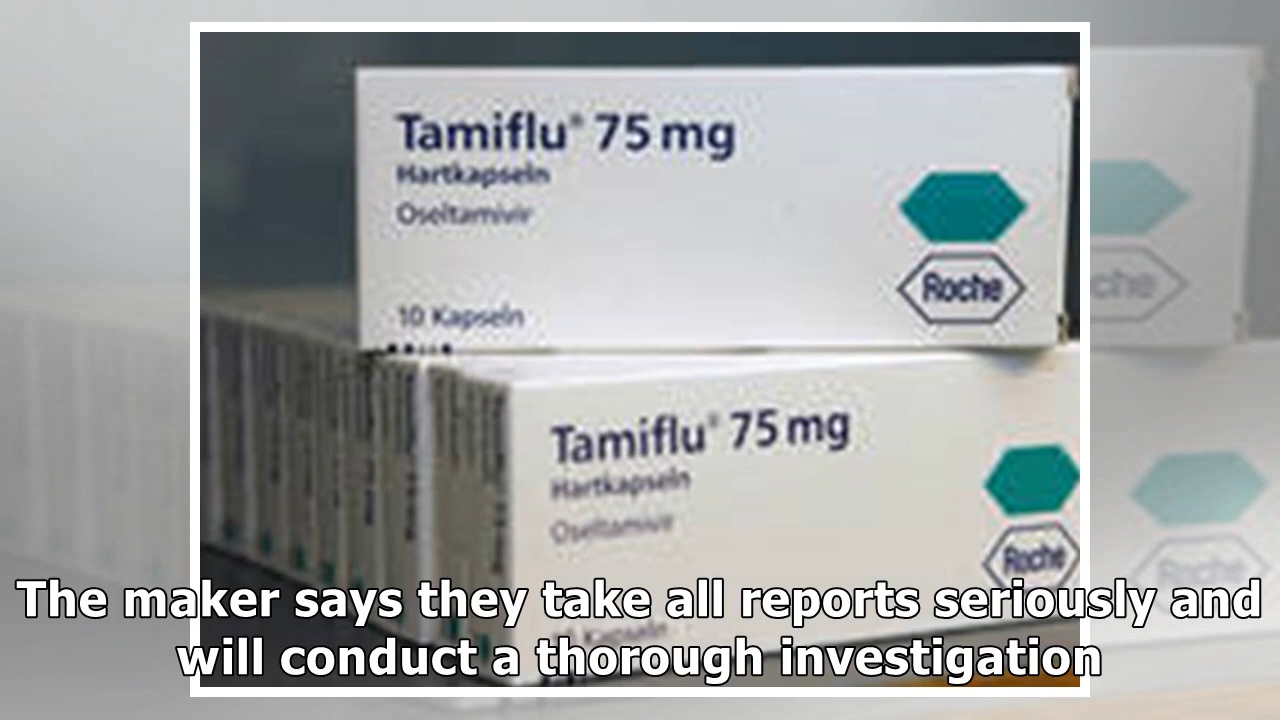 Tamiflu® 75 mg
Hartkapseln
Oseltamivir
Roche
10 Kapseln
Tamiflu® 75 mg
Hartkapseln
Oseltamivir
Roche
Kapseln
The maker says they take all reports seriously and
will conduct a thorough investigation